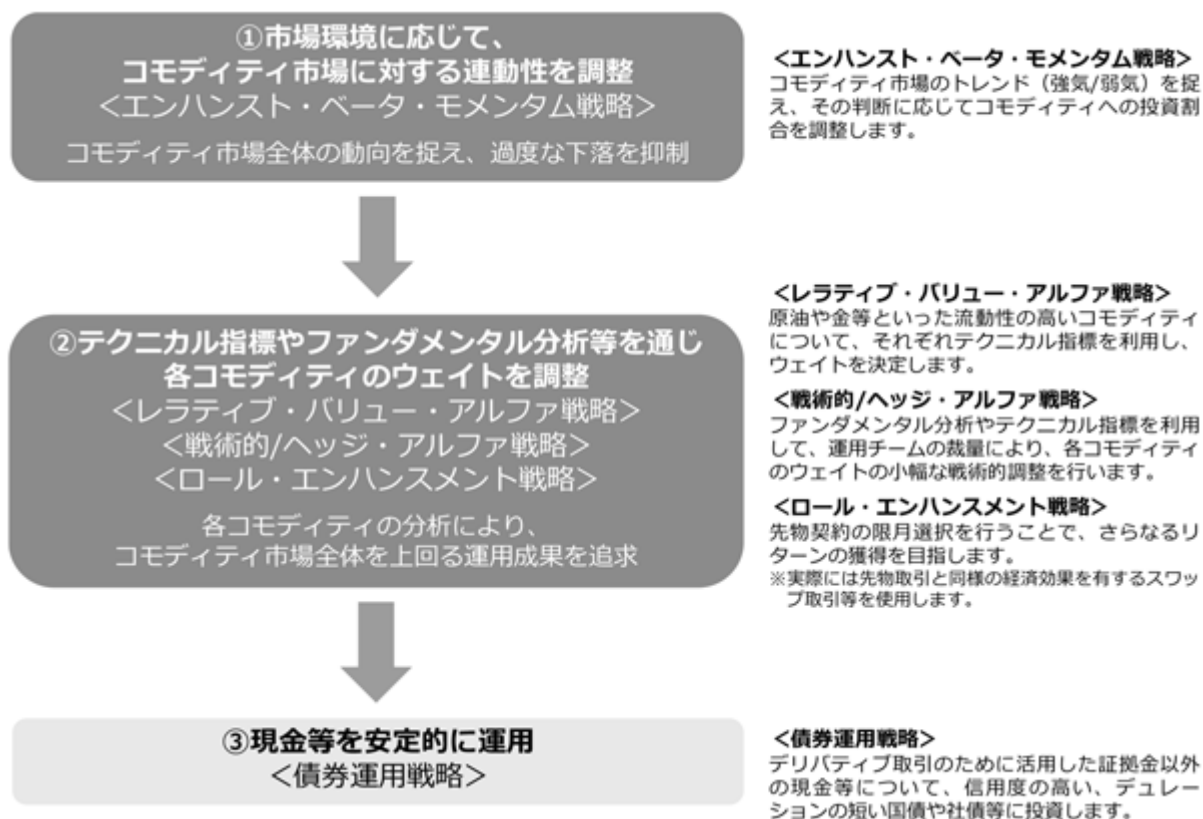 ①市場環境に応じて、
コモディティ市場に対する連動性を調整
<エンハンスト・ベータ・モメンタム戦略>
コモディティ市場全体の動向を捉え、過度な下落を抑制
<エンハンスト・ベータ・モメンタム戦略>
コモディティ市場のトレンド（強気/弱気）を捉
え、その判断に応じてコモディティへの投資割
合を調整します。
②テクニカル指標やファンダメンタル分析等を通じ
各コモディティのウェイトを調整
<レラティブ・バリュー・アルファ戦略>
<戦術的/ヘッジ・アルファ戦略>
<ロール・エンハンスメント戦略>
各コモディティの分析により、
コモディティ市場全体を上回る運用成果を追求
<レラティブ・バリュー・アルファ戦略>
原油や金等といった流動性の高いコモディティ
について、それぞれテクニカル指標を利用し、
ウェイトを決定します。
<戦術的/ヘッジ・アルファ戦略>
ファンダメンタル分析やテクニカル指標を利用
して、運用チームの裁量により、各コモディティ
のウェイトの小幅な戦術的調整を行います。
<ロール・エンハンスメント戦略>
先物契約の限月選択を行うことで、さらなるリ
ターンの獲得を目指します。
※実際には先物取引と同様の経済効果を有するスワッ
プ取引等を使用します。
③現金等を安定的に運用
<債券運用戦略>
<債券運用戦略>
デリバティブ取引のために活用した証拠金以外
の現金等について、信用度の高い、デュレー
ションの短い国債や社債等に投資します。